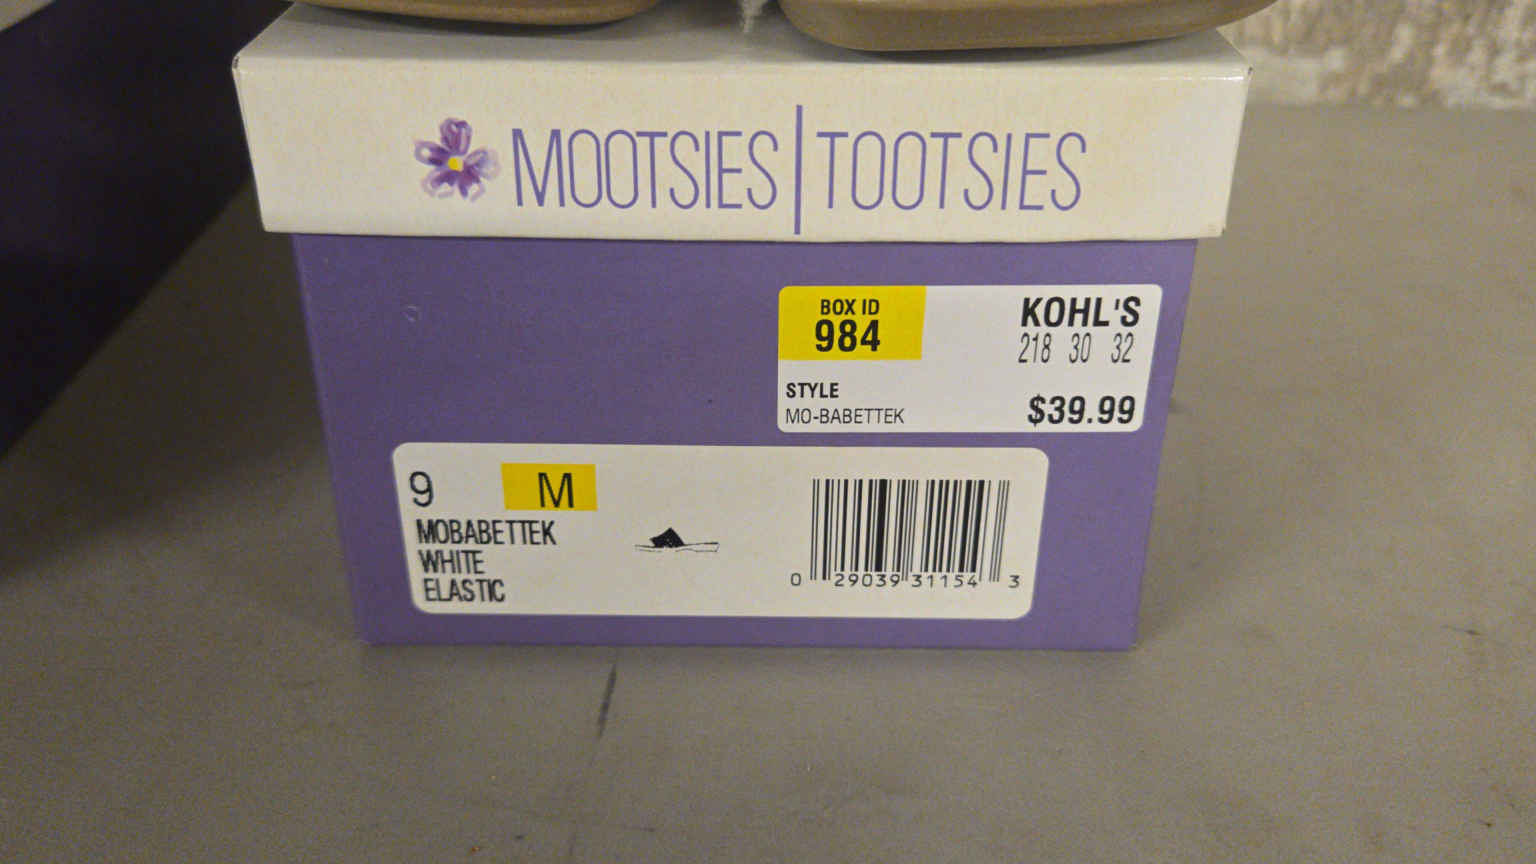 MOOTSIES | TOOTSIES
BOX ID
984
KOHL'S
218 30 32
STYLE
MO-BABETTEK
$39.99
9 M
MOBABETTEK
WHITE
ELASTIC
0 29039 31154 3